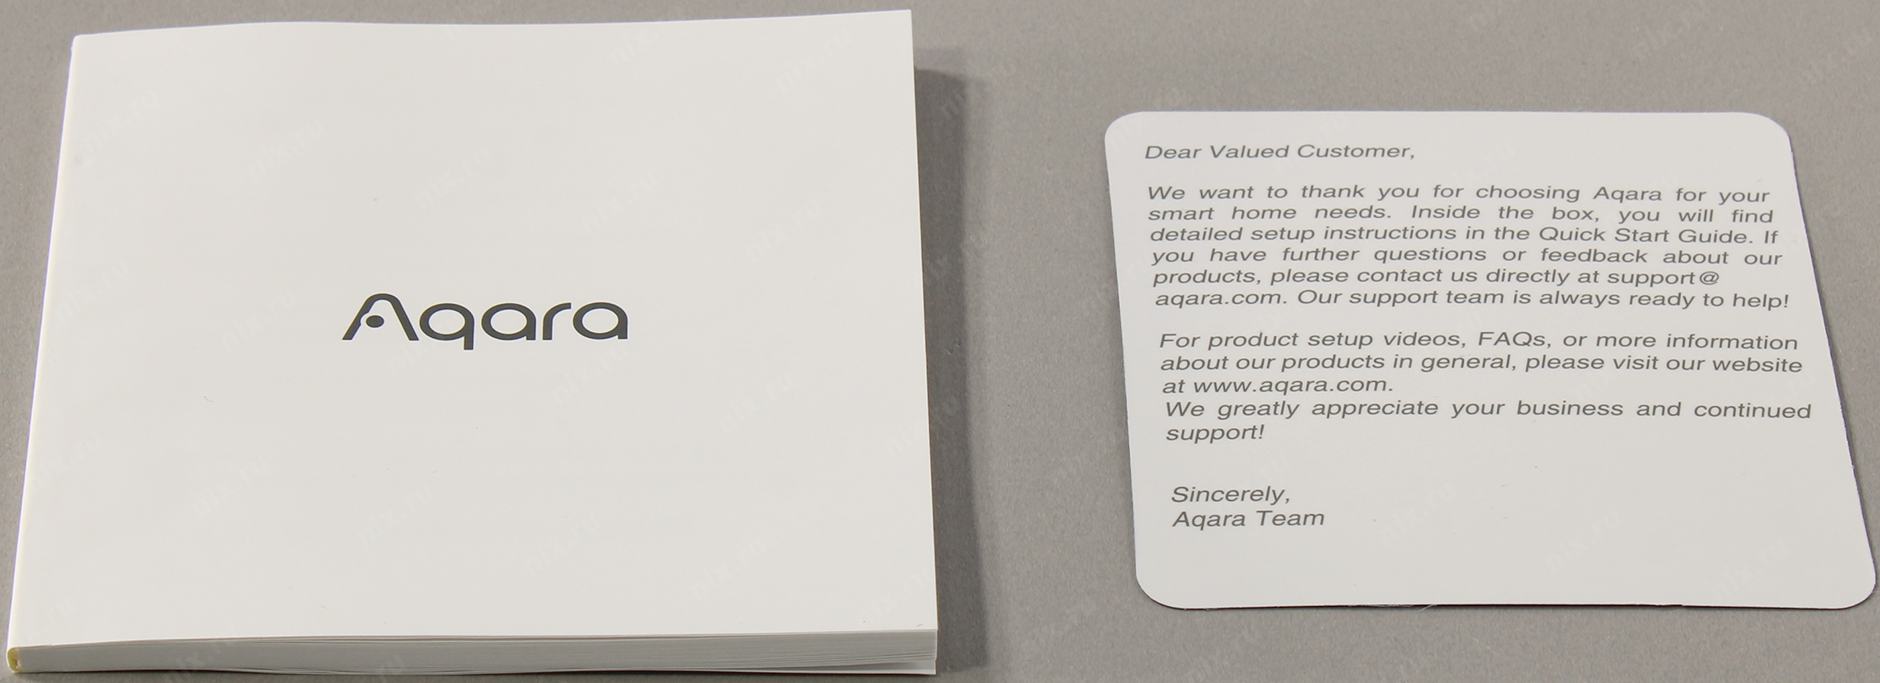 Aqara
Dear Valued Customer,
We want to thank you for choosing Aqara for your
smart home needs. Inside the box, you will find
detailed setup instructions in the Quick Start Guide. If
you have further questions or feedback about our
products, please contact us directly at support@
aqara.com. Our support team is always ready to help!
For product setup videos, FAQs, or more information
about our products in general, please visit our website
at www.aqara.com.
We greatly appreciate your business and continued
support!
Sincerely,
Aqara Team